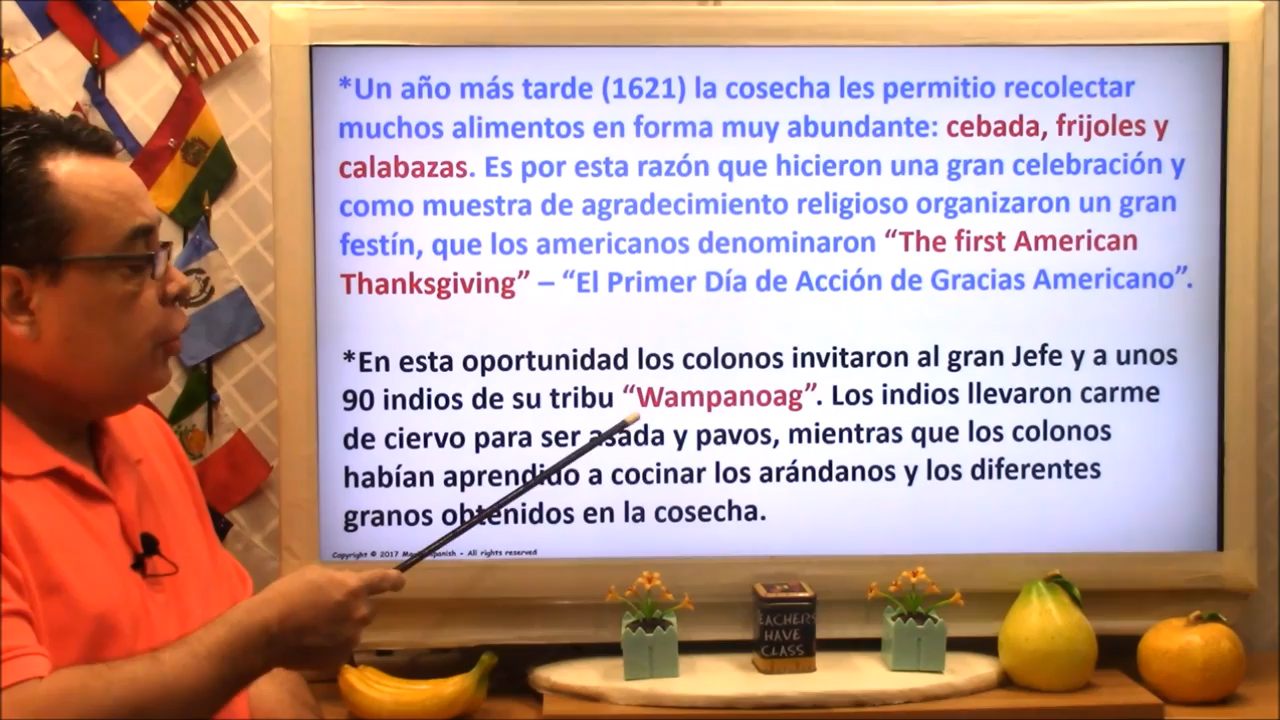 *Un año más tarde (1621) la cosecha les permitio recolectar
muchos alimentos en forma muy abundante: cebada, frijoles y
calabazas. Es por esta razón que hicieron una gran celebración y
como muestra de agradecimiento religioso organizaron un gran
festín, que los americanos denominaron “The first American
Thanksgiving” – “El Primer Día de Acción de Gracias Americano”.
*En esta oportunidad los colonos invitaron al gran Jefe y a unos
90 indios de su tribu “Wampanoag”. Los indios llevaron carme
de ciervo para ser asada y pavos, mientras que los colonos
habían aprendido a cocinar los arándanos y los diferentes
granos obtenidos en la cosecha.
Copyright © 2017 - All rights reserved
TEACHERS
HAVE
CLASS